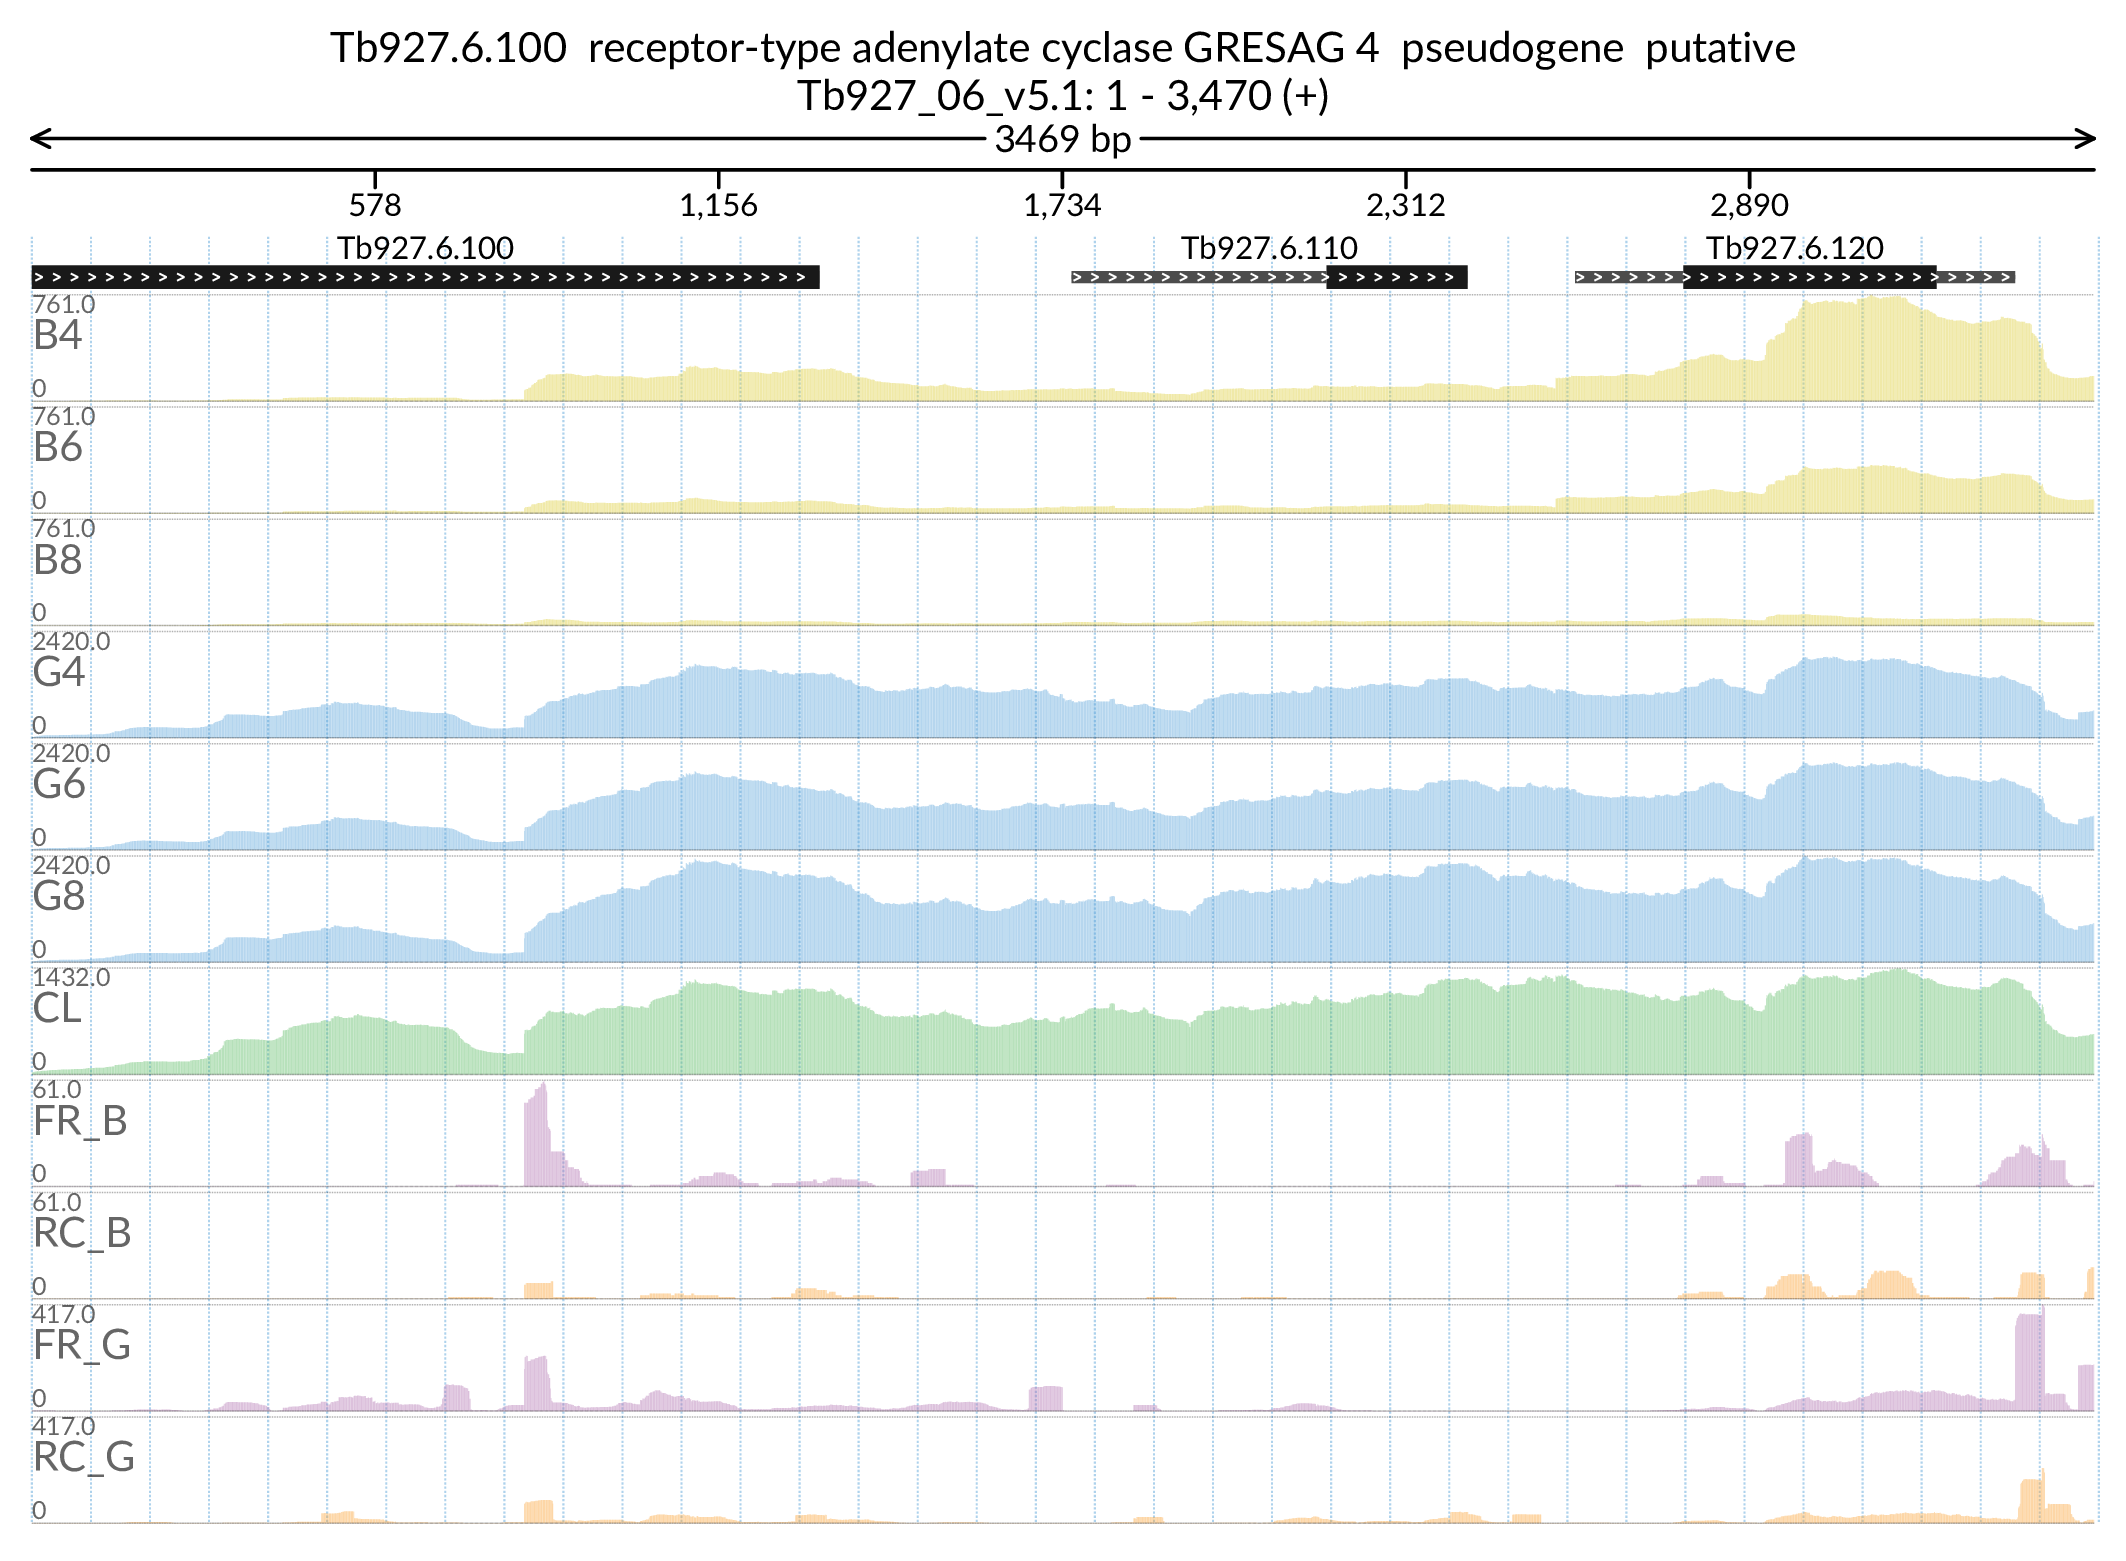 Tb927.6.100 receptor-type adenylate cyclase GRESAG 4 pseudogene putative
Tb927_06_v5.1: 1 - 3,470 (+)
3469 bp
578 1,156 1,734 2,312 2,890
Tb927.6.100 Tb927.6.110 Tb927.6.120
761.0
B4
0
761.0
B6
0
761.0
B8
0
2420.0
G4
0
2420.0
G6
0
2420.0
G8
0
1432.0
CL
0
61.0
FR_B
0
61.0
RC_B
0
417.0
FR_G
0
417.0
RC_G
0